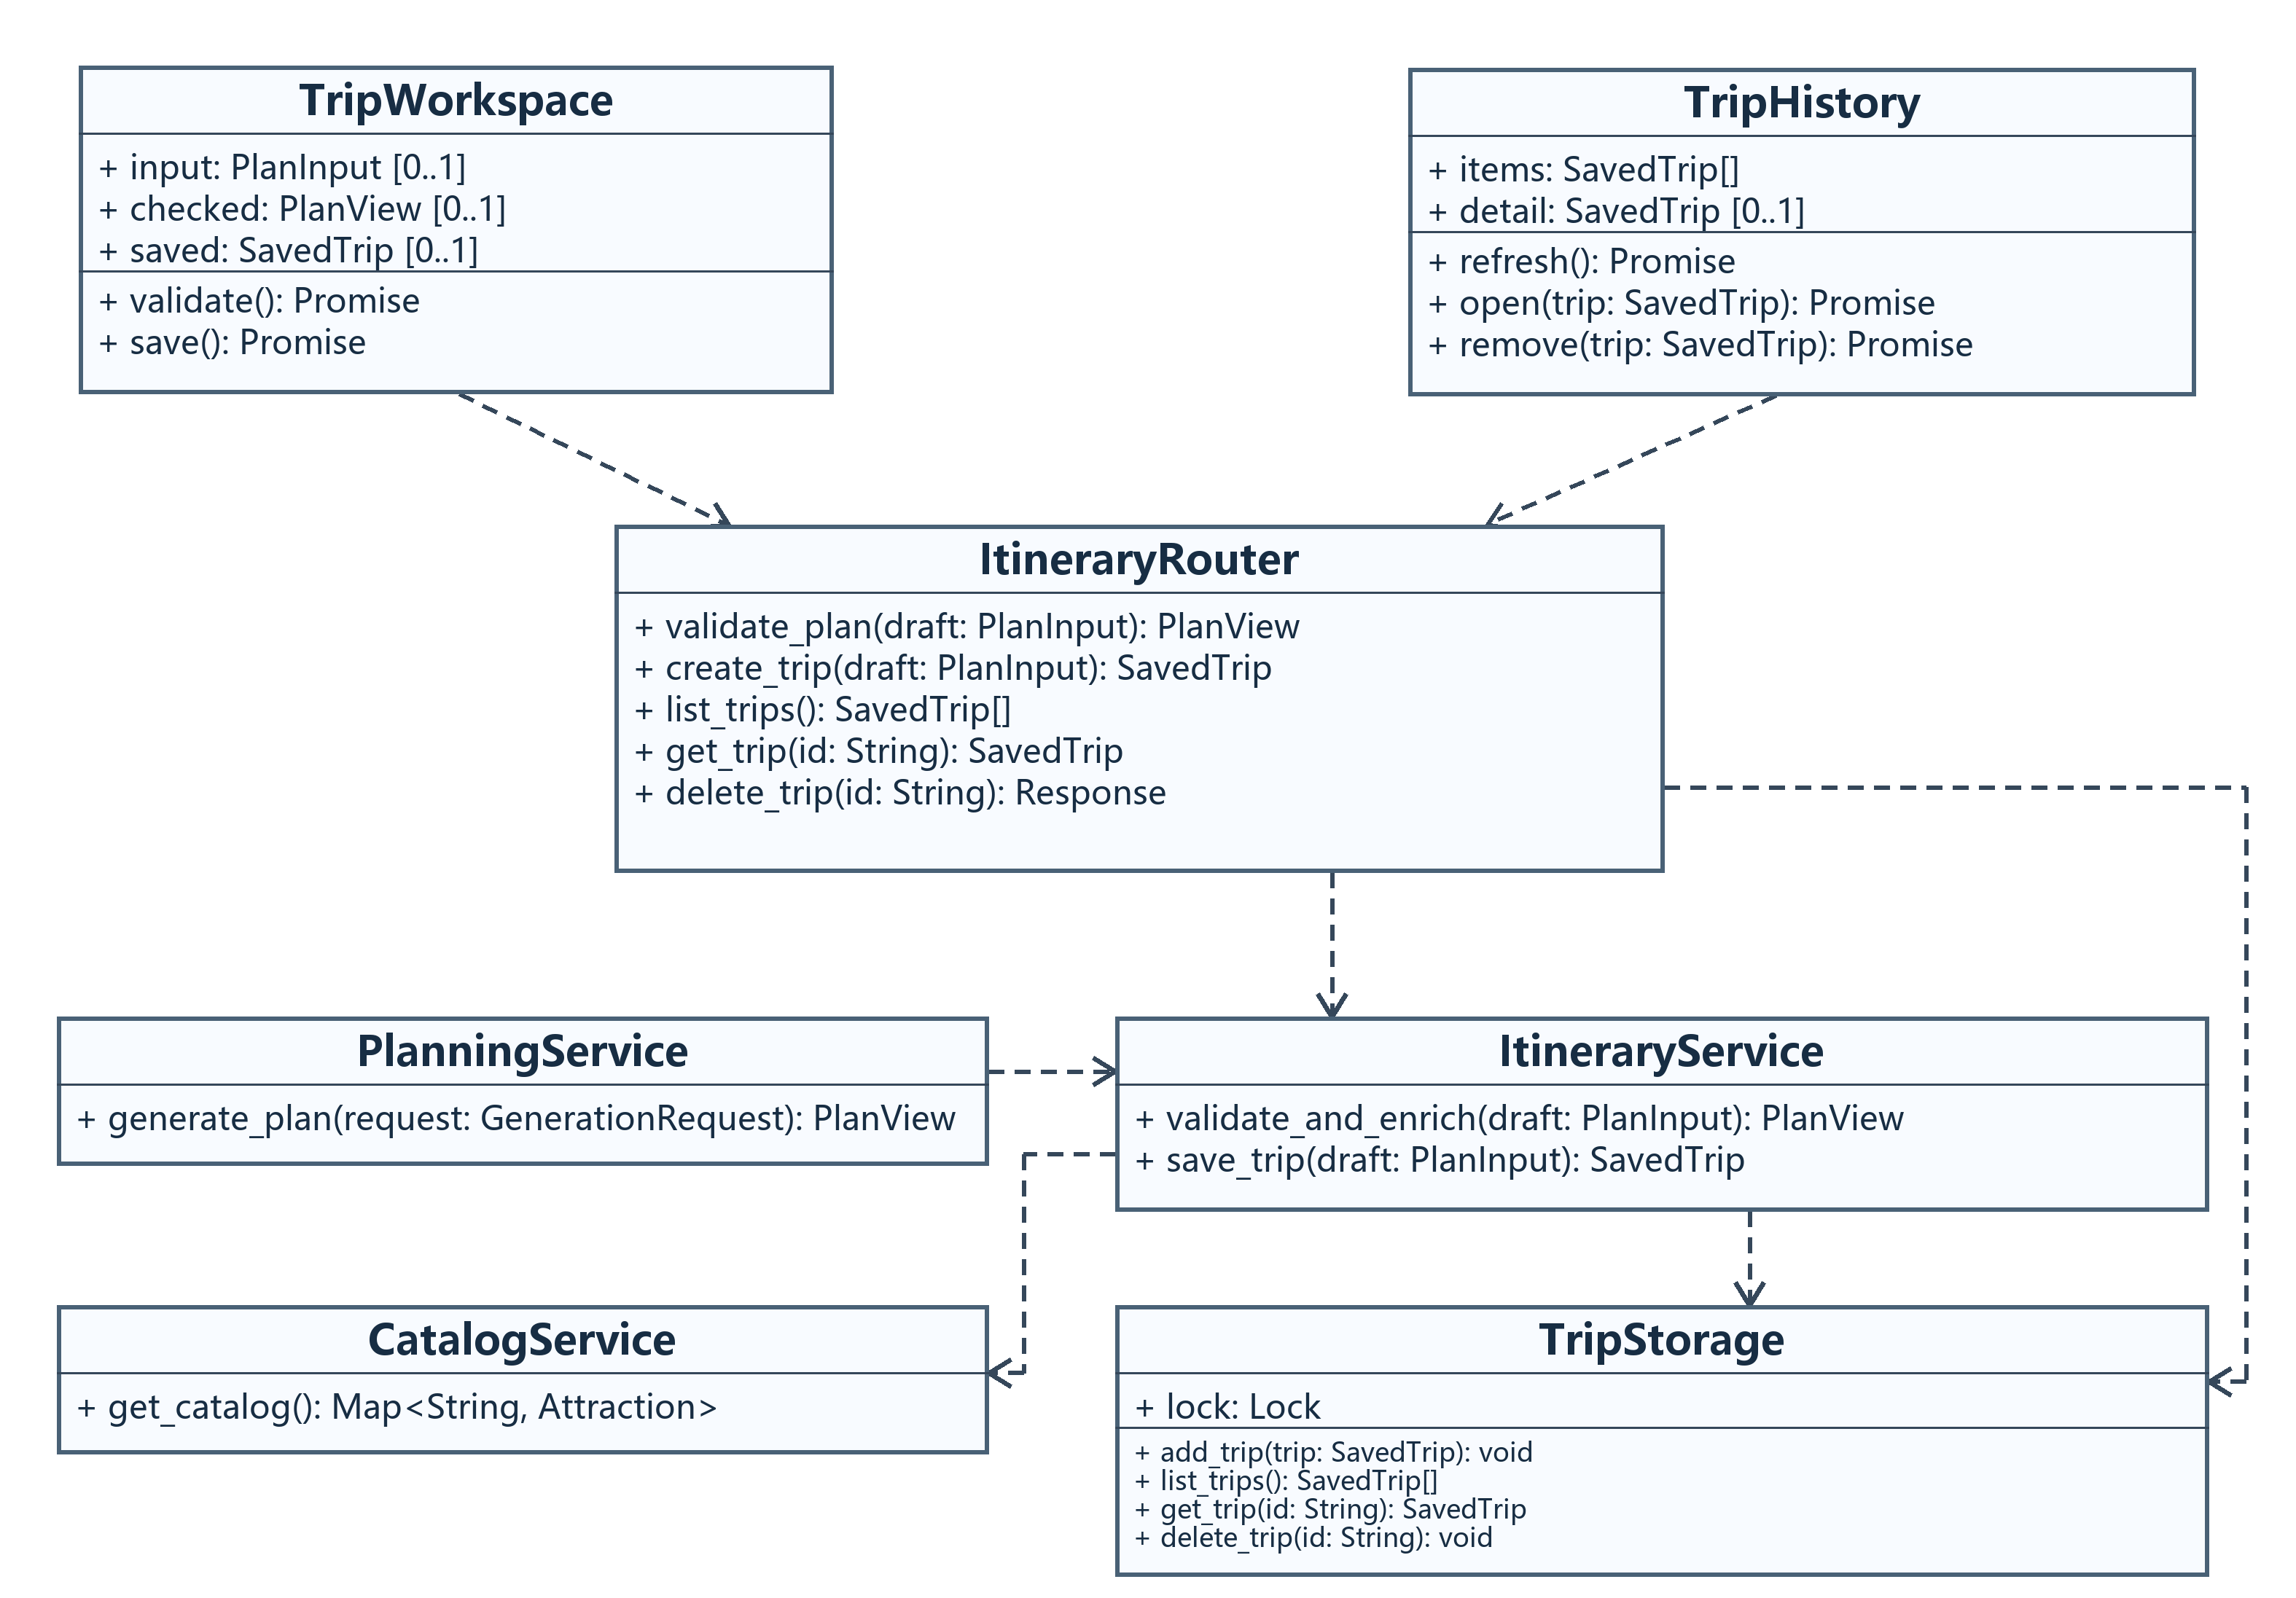 TripWorkspace
+ input: PlanInput [0..1]
+ checked: PlanView [0..1]
+ saved: SavedTrip [0..1]
+ validate(): Promise
+ save(): Promise
TripHistory
+ items: SavedTrip[]
+ detail: SavedTrip [0..1]
+ refresh(): Promise
+ open(trip: SavedTrip): Promise
+ remove(trip: SavedTrip): Promise
ItineraryRouter
+ validate_plan(draft: PlanInput): PlanView
+ create_trip(draft: PlanInput): SavedTrip
+ list_trips(): SavedTrip[]
+ get_trip(id: String): SavedTrip
+ delete_trip(id: String): Response
PlanningService
+ generate_plan(request: GenerationRequest): PlanView
ItineraryService
+ validate_and_enrich(draft: PlanInput): PlanView
+ save_trip(draft: PlanInput): SavedTrip
CatalogService
+ get_catalog(): Map<String, Attraction>
TripStorage
+ lock: Lock
+ add_trip(trip: SavedTrip): void
+ list_trips(): SavedTrip[]
+ get_trip(id: String): SavedTrip
+ delete_trip(id: String): void